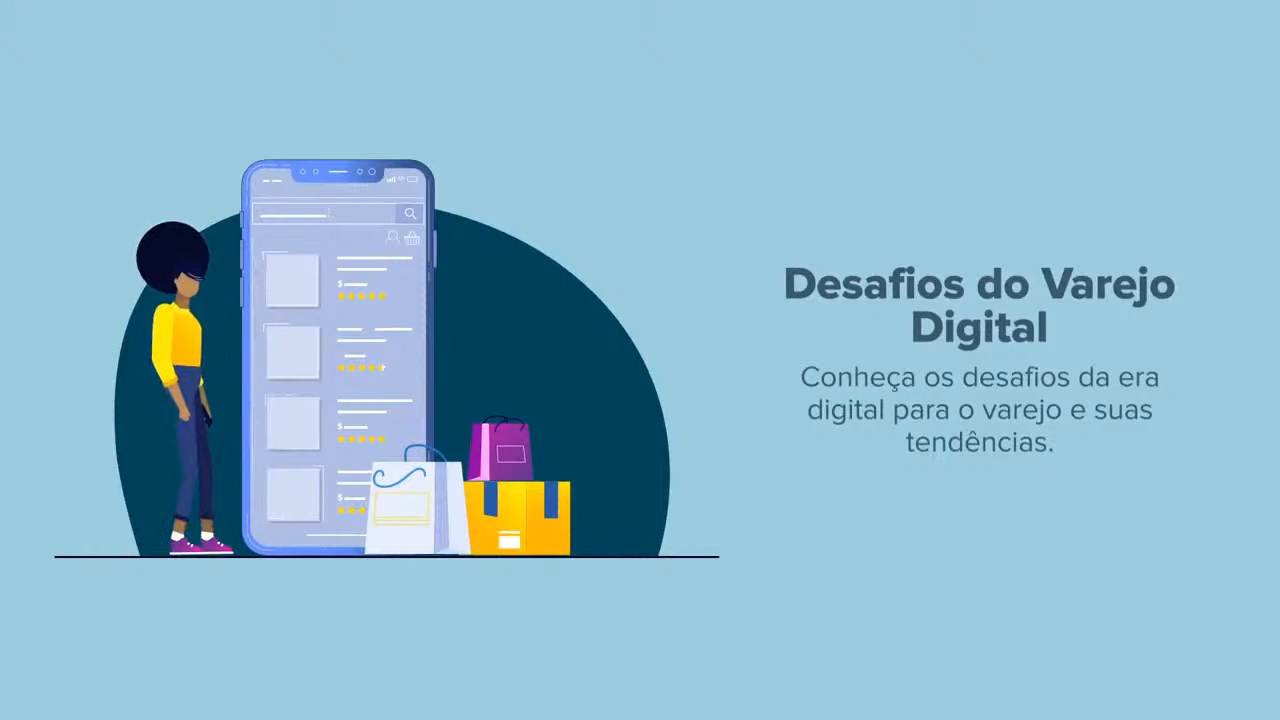 Desafios do Varejo
Digital
Conheça os desafios da era
digital para o varejo e suas
tendências.
$
$
$